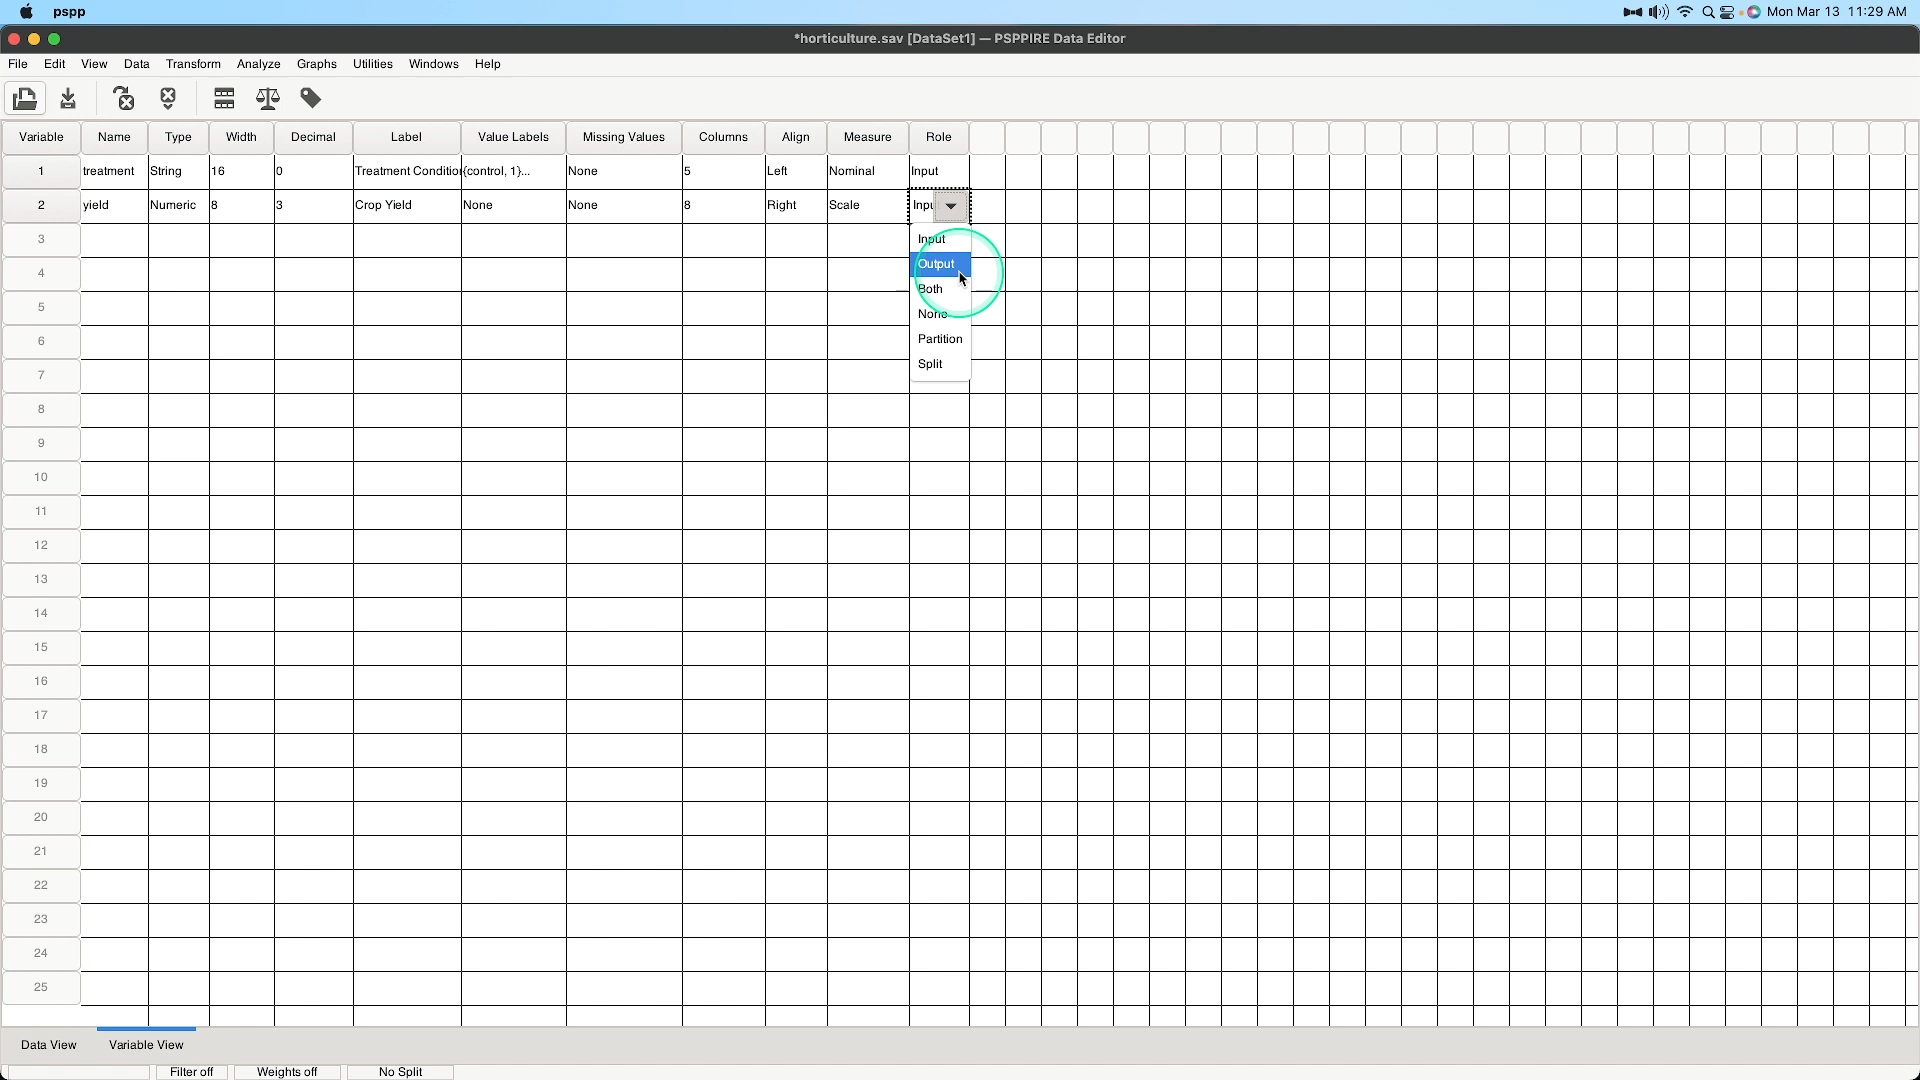 pspp
Mon Mar 13 11:29 AM
*horticulture.sav [DataSet1] — PSPPIRE Data Editor
File Edit View Data Transform Analyze Graphs Utilities Windows Help
Variable Name Type Width Decimal Label Value Labels Missing Values Columns Align Measure Role
1 treatment String 16 0 Treatment Condition {control, 1}... None 5 Left Nominal Input
2 yield Numeric 8 3 Crop Yield None None 8 Right Scale Inpu
3
Input
Output
4
Both
5
None
6
Partition
Split
7
8
9
10
11
12
13
14
15
16
17
18
19
20
21
22
23
24
25
Data View Variable View
Filter off Weights off No Split